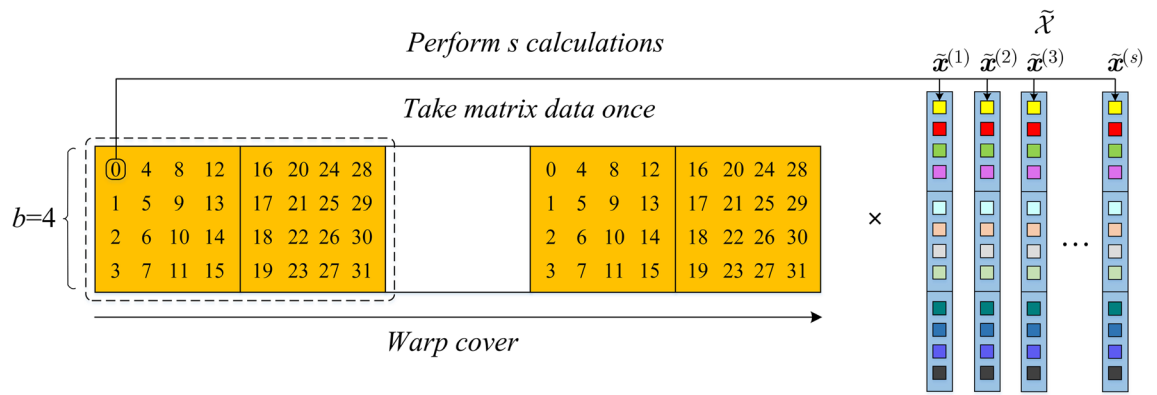 𝒳̃
Perform s calculations
x̃⁽¹⁾ x̃⁽²⁾ x̃⁽³⁾ x̃⁽ˢ⁾
Take matrix data once
0 4 8 12 16 20 24 28 0 4 8 12 16 20 24 28
1 5 9 13 17 21 25 29 1 5 9 13 17 21 25 29
b=4 ×
2 6 10 14 18 22 26 30 2 6 10 14 18 22 26 30
...
3 7 11 15 19 23 27 31 3 7 11 15 19 23 27 31
Warp cover